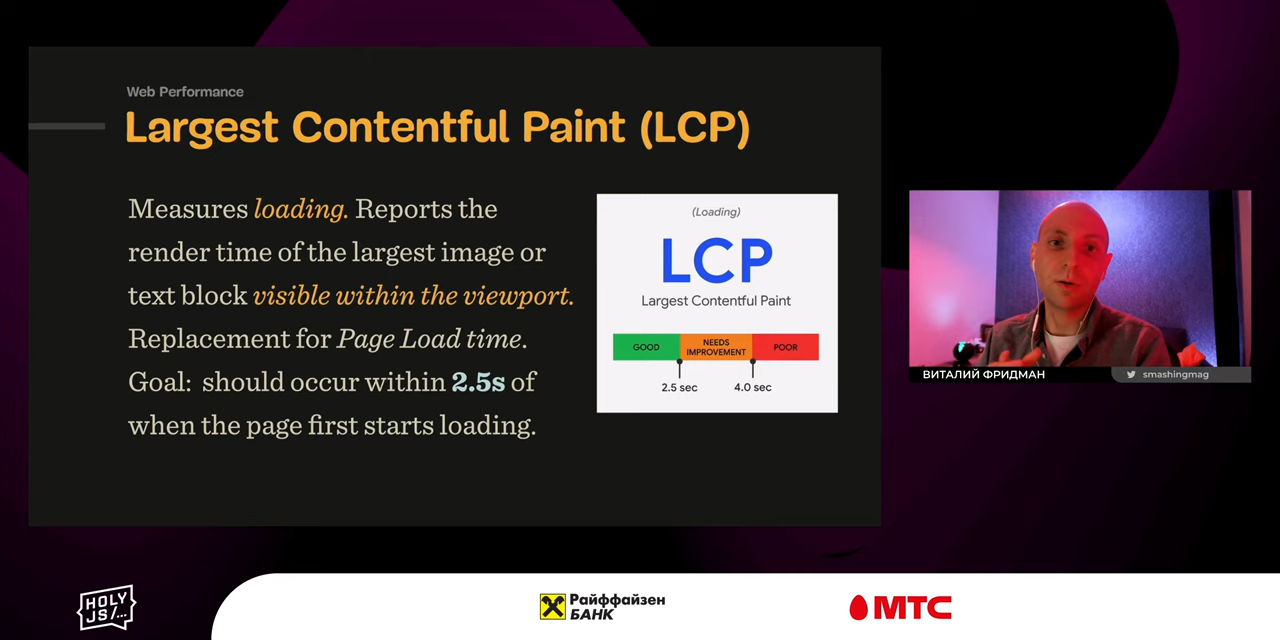 Web Performance
Largest Contentful Paint (LCP)
Measures loading. Reports the
render time of the largest image or
text block visible within the viewport.
Replacement for Page Load time.
Goal: should occur within 2.5s of
when the page first starts loading.
(Loading)
LCP
Largest Contentful Paint
GOOD
NEEDS
IMPROVEMENT
POOR
2.5 sec
4.0 sec
ВИТАЛИЙ ФРИДМАН
smashingmag
HOLY
JS/...
Райффайзен
БАНК
МТС